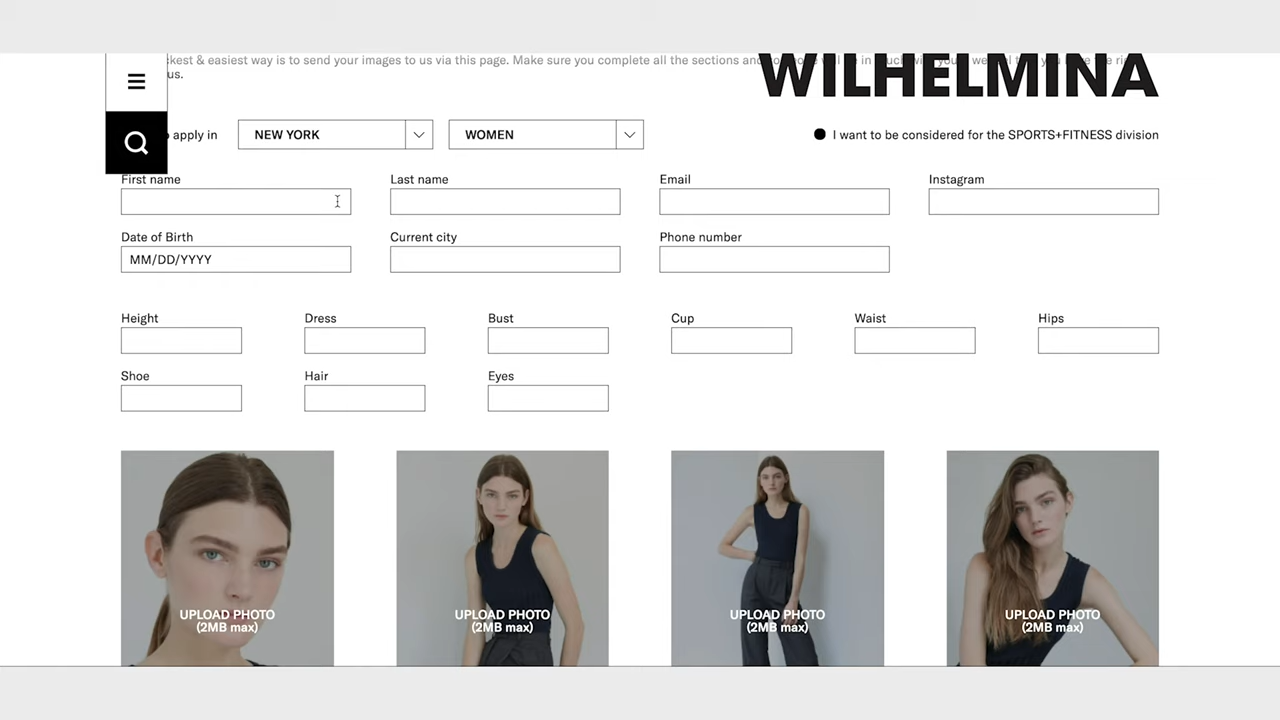 ckest & easiest way is to send your images to us via this page. Make sure you complete all the sections and
us.
WILHELMINA
apply in
NEW YORK
WOMEN
I want to be considered for the SPORTS+FITNESS division
First name
Last name
Email
Instagram
Date of Birth
Current city
Phone number
MM/DD/YYYY
Height
Dress
Bust
Cup
Waist
Hips
Shoe
Hair
Eyes
UPLOAD PHOTO
(2MB max)
UPLOAD PHOTO
(2MB max)
UPLOAD PHOTO
(2MB max)
UPLOAD PHOTO
(2MB max)